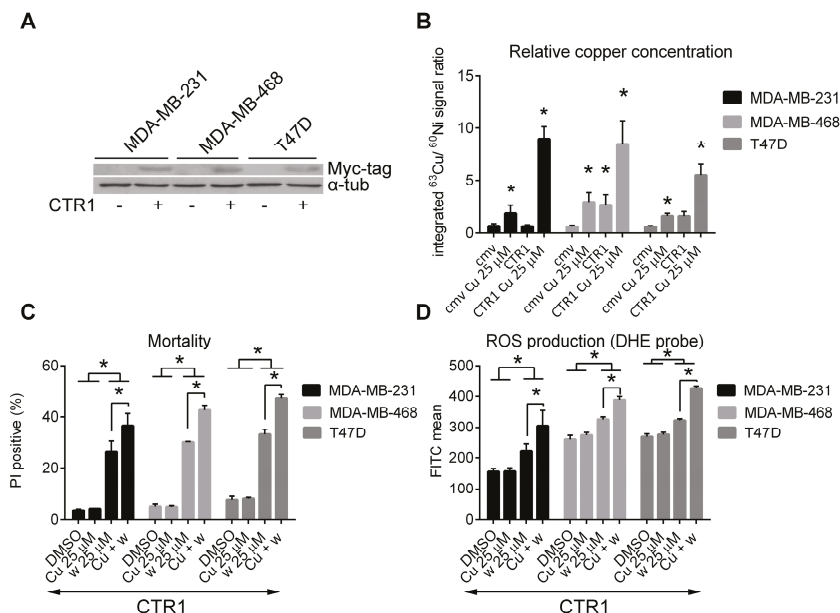 A
MDA-MB-231
MDA-MB-468
T47D
Myc-tag
α-tub
CTR1 - + - + - +
B
Relative copper concentration
integrated ⁶³Cu/ ⁶⁰Ni signal ratio
15
10
5
0
* * * * * * *
cmv
cmv Cu 25 μM
CTR1
CTR1 Cu 25 μM
cmv
cmv Cu 25 μM
CTR1
CTR1 Cu 25 μM
cmv
cmv Cu 25 μM
CTR1
CTR1 Cu 25 μM
MDA-MB-231
MDA-MB-468
T47D
C
Mortality
PI positive (%)
60
40
20
0
* * *
* * *
DMSO
Cu 25 μM
w 25 μM
Cu + w
DMSO
Cu 25 μM
w 25 μM
Cu + w
DMSO
Cu 25 μM
w 25 μM
Cu + w
CTR1
MDA-MB-231
MDA-MB-468
T47D
D
ROS production (DHE probe)
FITC mean
500
400
300
200
100
0
* * *
* * *
DMSO
Cu 25 μM
w 25 μM
Cu + w
DMSO
Cu 25 μM
w 25 μM
Cu + w
DMSO
Cu 25 μM
w 25 μM
Cu + w
CTR1
MDA-MB-231
MDA-MB-468
T47D